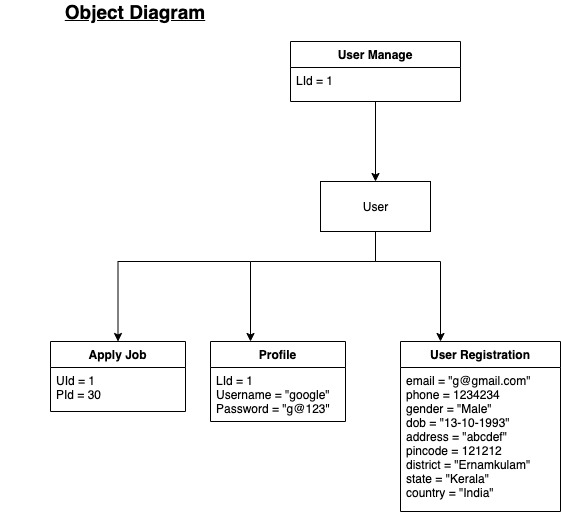 Object Diagram
User Manage
LId = 1
User
Apply Job
UId = 1
PId = 30
Profile
LId = 1
Username = "google"
Password = "g@123"
User Registration
email = "g@gmail.com"
phone = 1234234
gender = "Male"
dob = "13-10-1993"
address = "abcdef"
pincode = 121212
district = "Ernamkulam"
state = "Kerala"
country = "India"